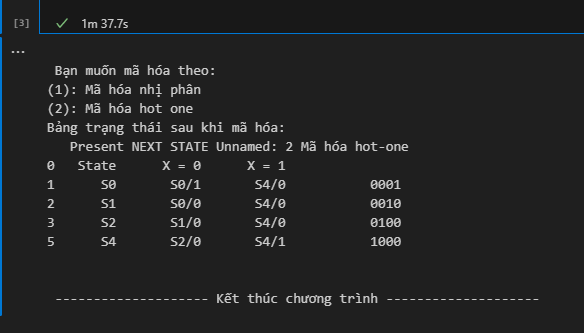 [3] ✓ 1m 37.7s
...
Bạn muốn mã hóa theo:
(1): Mã hóa nhị phân
(2): Mã hóa hot one
Bảng trạng thái sau khi mã hóa:
Present NEXT STATE Unnamed: 2 Mã hóa hot-one
0 State X = 0 X = 1
1 S0 S0/1 S4/0 0001
2 S1 S0/0 S4/0 0010
3 S2 S1/0 S4/0 0100
5 S4 S2/0 S4/1 1000
-------------------- Kết thúc chương trình --------------------